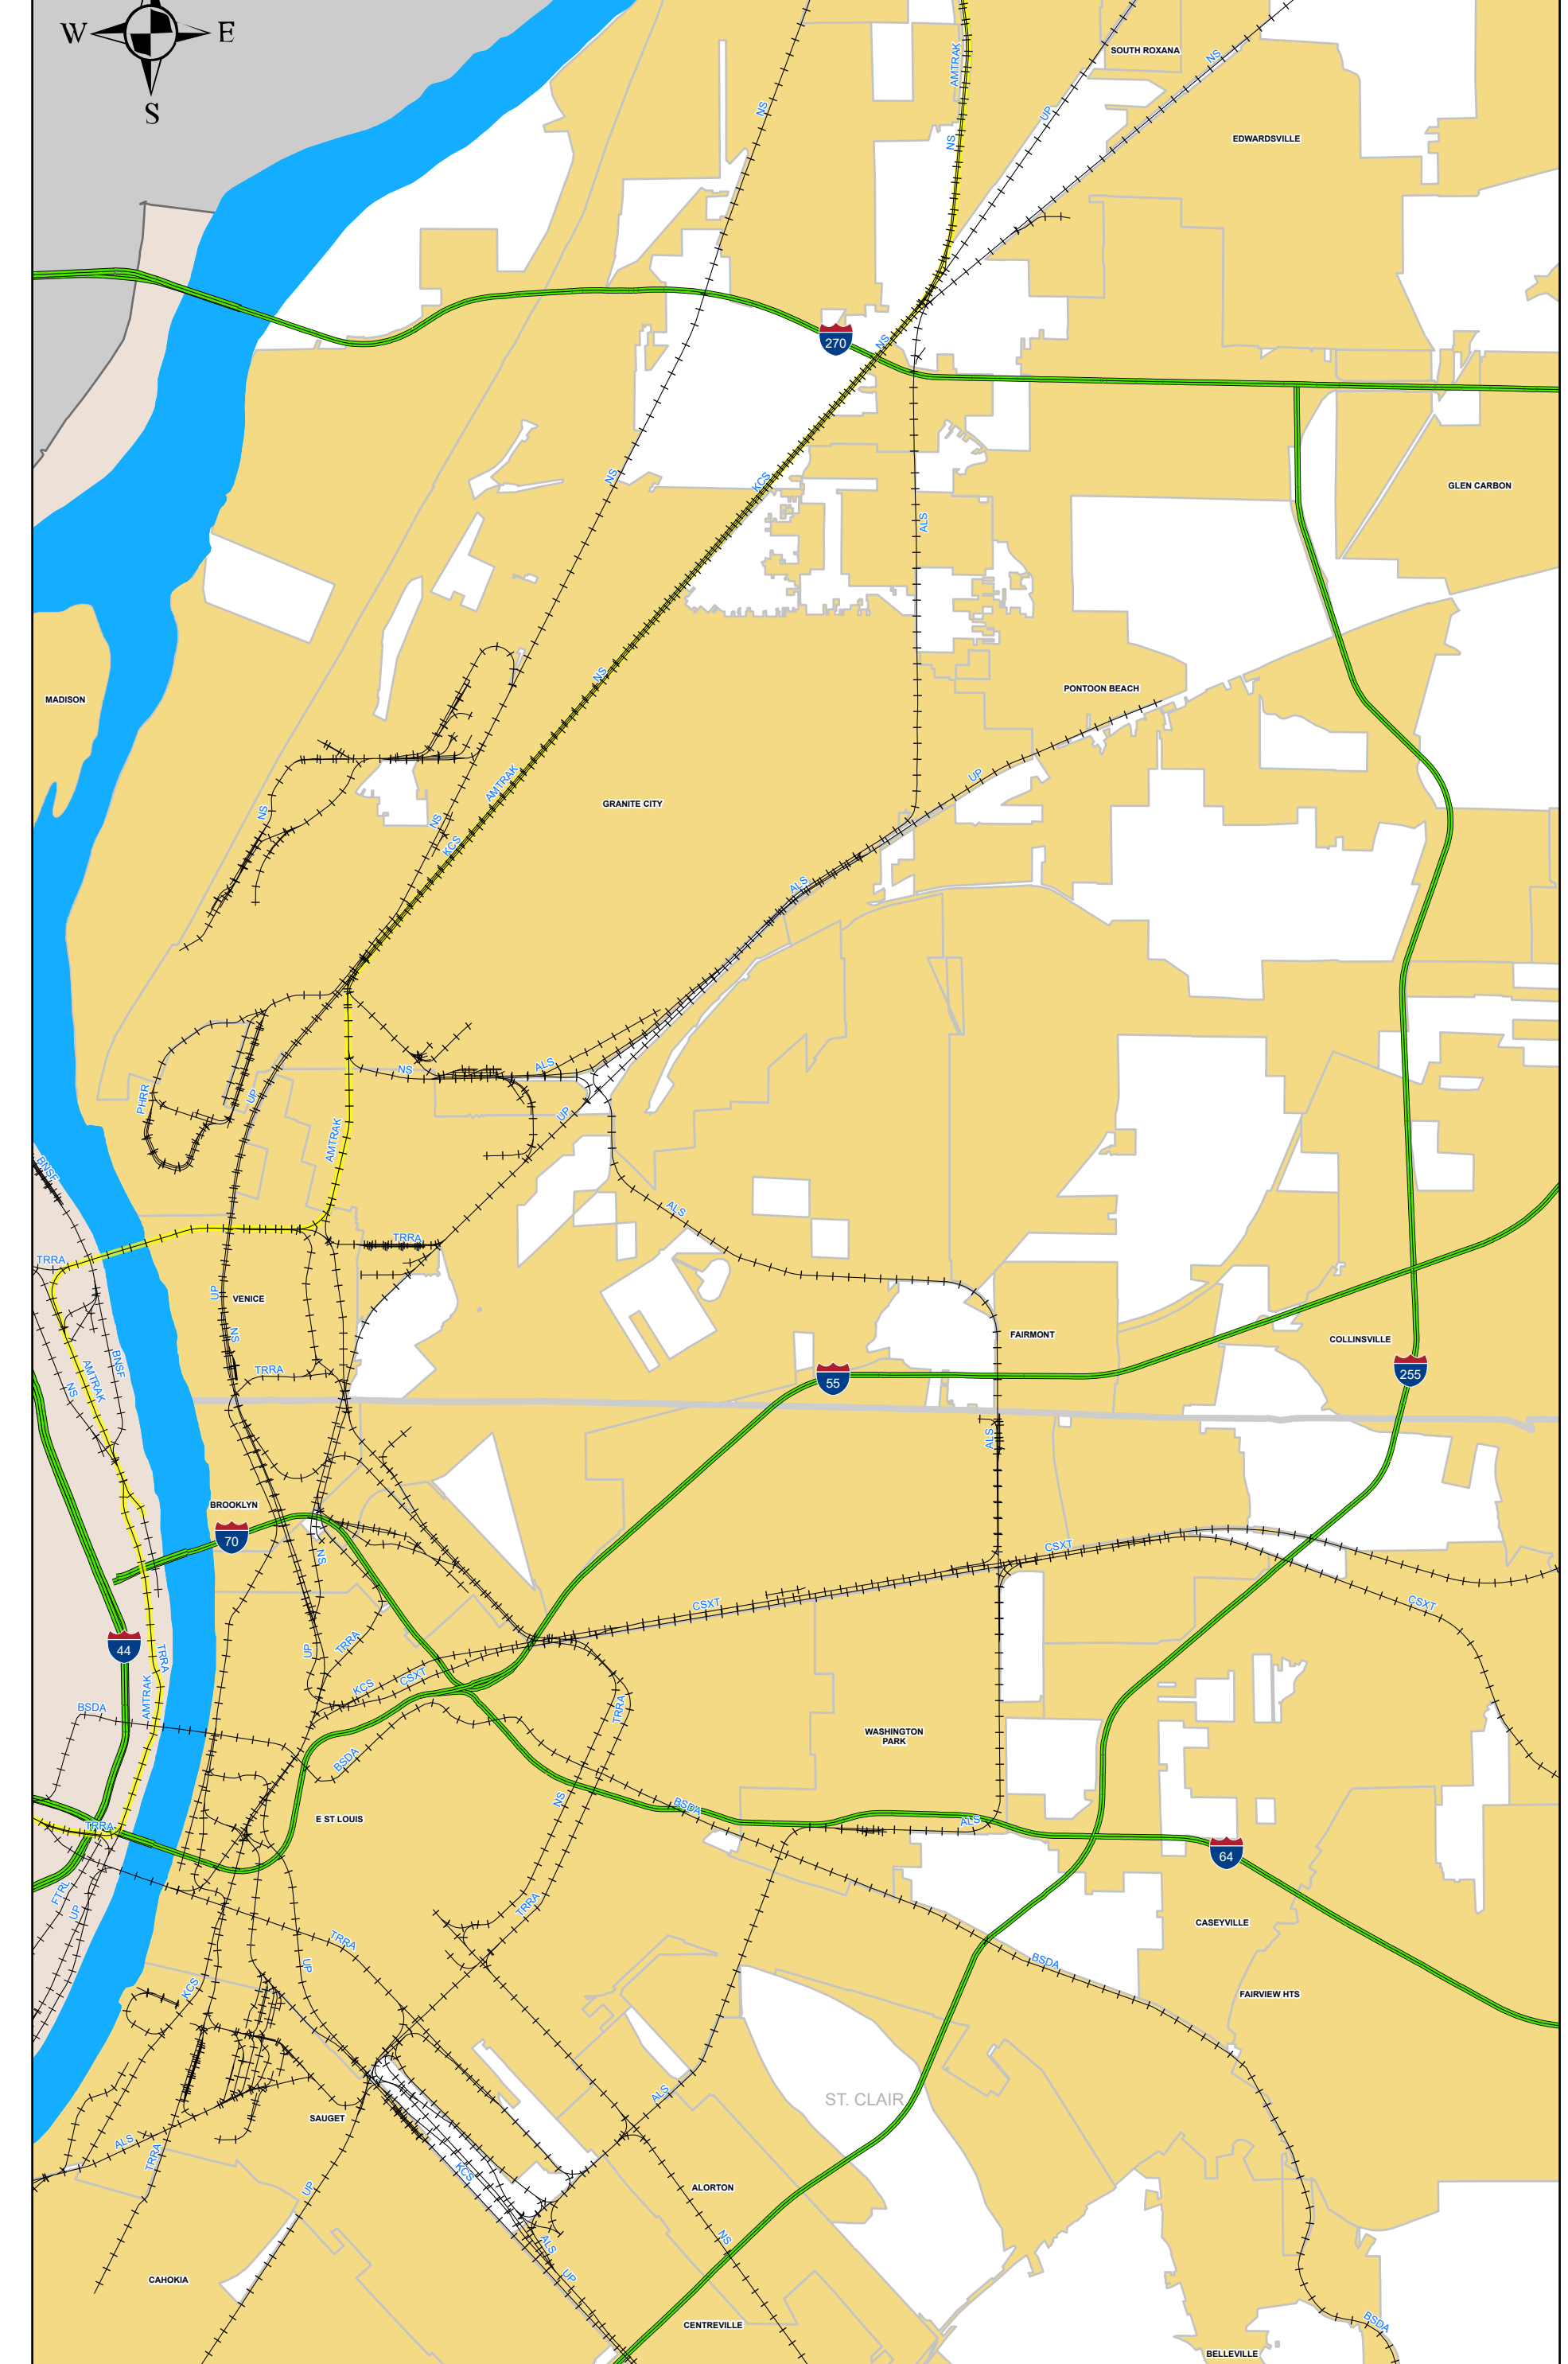 W E
S
SOUTH ROXANA
AMTRAK
NS
NS
UP
NS
EDWARDSVILLE
270
NS
NS
KCS
GLEN CARBON
ALS
NS
MADISON
PONTOON BEACH
UP
AMTRAK
GRANITE CITY
NS
NS
KCS
ALS
NS
ALS
PHRR
UP
UP
AMTRAK
BNSF
ALS
TRRA
TRRA
UP
VENICE
NS
FAIRMONT
COLLINSVILLE
BNSF
AMTRAK
NS
TRRA
55
255
ALS
BROOKLYN
70
NS
CSXT
CSXT
CSXT
44
TRRA
UP
TRRA
AMTRAK
KCS
CSXT
TRRA
BSDA
WASHINGTON
PARK
BSDA
NS
BSDA
E ST LOUIS
ALS
TRRA
64
FTRL
UP
TRRA
TRRA
CASEYVILLE
UP
BSDA
KCS
FAIRVIEW HTS
ALS
ST. CLAIR
SAUGET
ALS
TRRA
KCS
UP
ALORTON
NS
ALS
UP
CAHOKIA
CENTREVILLE
BSDA
BELLEVILLE